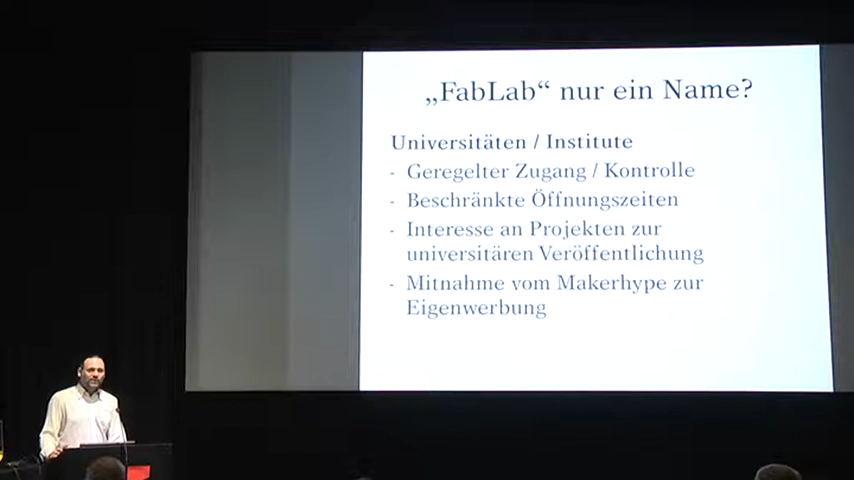 „FabLab“ nur ein Name?
Universitäten / Institute
- Geregelter Zugang / Kontrolle
- Beschränkte Öffnungszeiten
- Interesse an Projekten zur
universitären Veröffentlichung
- Mitnahme vom Makerhype zur
Eigenwerbung